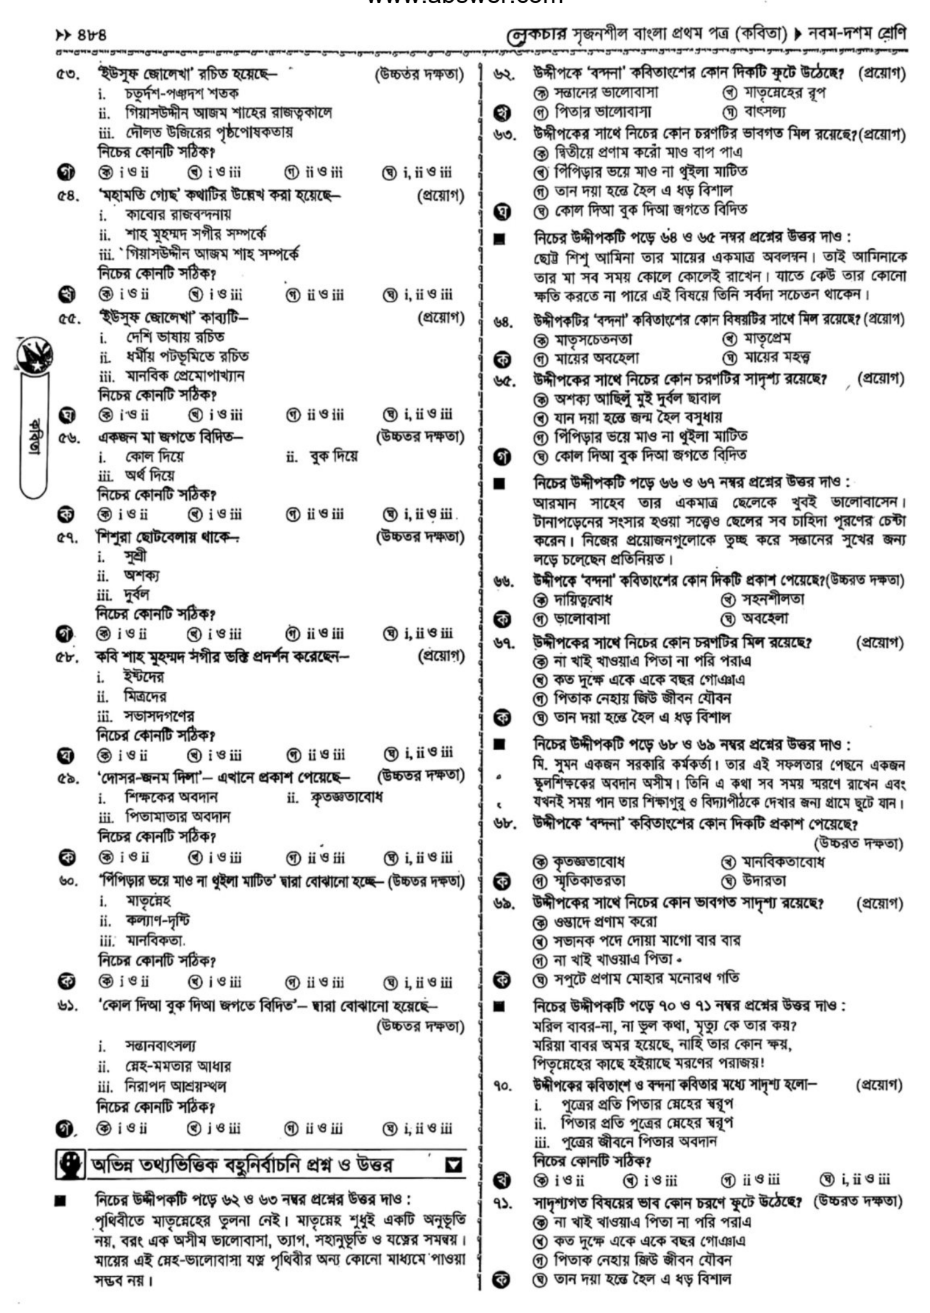 www.abswer.com
▸▸ ৪৮৪
লেকচার সৃজনশীল বাংলা প্রথম পত্র (কবিতা) ▸ নবম-দশম শ্রেণি
কবিতা
৫৩. 'ইউসুফ জোলেখা' রচিত হয়েছে— (উচ্চতর দক্ষতা)
i. চতুর্দশ-পঞ্চদশ শতক
ii. গিয়াসউদ্দীন আজম শাহের রাজত্বকালে
iii. দৌলত উজিরের পৃষ্ঠপোষকতায়
নিচের কোনটি সঠিক?
গ ক i ও ii খ i ও iii গ ii ও iii ঘ i, ii ও iii
৫৪. 'মহামতি গ্যেছ' কথাটির উল্লেখ করা হয়েছে— (প্রয়োগ)
i. কাব্যের রাজবন্দনায়
ii. শাহ মুহম্মদ সগীর সম্পর্কে
iii. গিয়াসউদ্দীন আজম শাহ সম্পর্কে
নিচের কোনটি সঠিক?
খ ক i ও ii খ i ও iii গ ii ও iii ঘ i, ii ও iii
৫৫. 'ইউসুফ জোলেখা' কাব্যটি— (প্রয়োগ)
i. দেশি ভাষায় রচিত
ii. ধর্মীয় পটভূমিতে রচিত
iii. মানবিক প্রেমোপাখ্যান
নিচের কোনটি সঠিক?
ঘ ক i ও ii খ i ও iii গ ii ও iii ঘ i, ii ও iii
৫৬. একজন মা জগতে বিদিত— (উচ্চতর দক্ষতা)
i. কোল দিয়ে ii. বুক দিয়ে
iii. অর্থ দিয়ে
নিচের কোনটি সঠিক?
ক ক i ও ii খ i ও iii গ ii ও iii ঘ i, ii ও iii
৫৭. শিশুরা ছোটবেলায় থাকে— (উচ্চতর দক্ষতা)
i. সুশ্রী
ii. অশক্য
iii. দুর্বল
নিচের কোনটি সঠিক?
গ ক i ও ii খ i ও iii গ ii ও iii ঘ i, ii ও iii
৫৮. কবি শাহ মুহম্মদ সগীর ভক্তি প্রদর্শন করেছেন— (প্রয়োগ)
i. ইষ্টদের
ii. মিত্রদের
iii. সভাসদগণের
নিচের কোনটি সঠিক?
ঘ ক i ও ii খ i ও iii গ ii ও iii ঘ i, ii ও iii
৫৯. 'দোসর-জনম দিলা'— এখানে প্রকাশ পেয়েছে— (উচ্চতর দক্ষতা)
i. শিক্ষকের অবদান ii. কৃতজ্ঞতাবোধ
iii. পিতামাতার অবদান
নিচের কোনটি সঠিক?
ক ক i ও ii খ i ও iii গ ii ও iii ঘ i, ii ও iii
৬০. 'পিঁপিড়ার ভয়ে মাও না থুইলা মাটিত' দ্বারা বোঝানো হচ্ছে— (উচ্চতর দক্ষতা)
i. মাতৃস্নেহ
ii. কল্যাণ-দৃষ্টি
iii. মানবিকতা
নিচের কোনটি সঠিক?
ক ক i ও ii খ i ও iii গ ii ও iii ঘ i, ii ও iii
৬১. 'কোল দিআ বুক দিআ জগতে বিদিত'— দ্বারা বোঝানো হয়েছে—
(উচ্চতর দক্ষতা)
i. সন্তানবাৎসল্য
ii. স্নেহ-মমতার আধার
iii. নিরাপদ আশ্রয়স্থল
নিচের কোনটি সঠিক?
গ ক i ও ii খ i ও iii গ ii ও iii ঘ i, ii ও iii
অভিন্ন তথ্যভিত্তিক বহুনির্বাচনি প্রশ্ন ও উত্তর
■ নিচের উদ্দীপকটি পড়ে ৬২ ও ৬৩ নম্বর প্রশ্নের উত্তর দাও :
পৃথিবীতে মাতৃস্নেহের তুলনা নেই। মাতৃস্নেহ শুধুই একটি অনুভূতি
নয়, বরং এক অসীম ভালোবাসা, ত্যাগ, সহানুভূতি ও যত্নের সমন্বয়।
মায়ের এই স্নেহ-ভালোবাসা যত্ন পৃথিবীর অন্য কোনো মাধ্যমে পাওয়া
সম্ভব নয়।
৬২. উদ্দীপকে 'বন্দনা' কবিতাংশের কোন দিকটি ফুটে উঠেছে? (প্রয়োগ)
ক সন্তানের ভালোবাসা খ মাতৃস্নেহের রূপ
খ গ পিতার ভালোবাসা ঘ বাৎসল্য
৬৩. উদ্দীপকের সাথে নিচের কোন চরণটির ভাবগত মিল রয়েছে? (প্রয়োগ)
ক দ্বিতীয়ে প্রণাম করোঁ মাও বাপ পাএ
খ পিঁপিড়ার ভয়ে মাও না থুইলা মাটিত
গ তান দয়া হন্তে হৈল এ ধড় বিশাল
ঘ ঘ কোল দিআ বুক দিআ জগতে বিদিত
■ নিচের উদ্দীপকটি পড়ে ৬৪ ও ৬৫ নম্বর প্রশ্নের উত্তর দাও :
ছোট্ট শিশু আমিনা তার মায়ের একমাত্র অবলম্বন। তাই আমিনাকে
তার মা সব সময় কোলে কোলেই রাখেন। যাতে কেউ তার কোনো
ক্ষতি করতে না পারে এই বিষয়ে তিনি সর্বদা সচেতন থাকেন।
৬৪. উদ্দীপকটির 'বন্দনা' কবিতাংশের কোন বিষয়টির সাথে মিল রয়েছে? (প্রয়োগ)
ক মাতৃসচেতনতা খ মাতৃপ্রেম
ক গ মায়ের অবহেলা ঘ মায়ের মহত্ত্ব
৬৫. উদ্দীপকের সাথে নিচের কোন চরণটির সাদৃশ্য রয়েছে? (প্রয়োগ)
ক অশক্য আছিলুঁ মুই দুর্বল ছাবাল
খ যান দয়া হন্তে জন্ম হৈল বসুধায়
গ পিঁপিড়ার ভয়ে মাও না থুইলা মাটিত
গ ঘ কোল দিআ বুক দিআ জগতে বিদিত
■ নিচের উদ্দীপকটি পড়ে ৬৬ ও ৬৭ নম্বর প্রশ্নের উত্তর দাও :
আরমান সাহেব তার একমাত্র ছেলেকে খুবই ভালোবাসেন।
টানাপড়েনের সংসার হওয়া সত্ত্বেও ছেলের সব চাহিদা পূরণের চেষ্টা
করেন। নিজের প্রয়োজনগুলোকে তুচ্ছ করে সন্তানের সুখের জন্য
লড়ে চলেছেন প্রতিনিয়ত।
৬৬. উদ্দীপকে 'বন্দনা' কবিতাংশের কোন দিকটি প্রকাশ পেয়েছে? (উচ্চরত দক্ষতা)
ক দায়িত্ববোধ খ সহনশীলতা
ক গ ভালোবাসা ঘ অবহেলা
৬৭. উদ্দীপকের সাথে নিচের কোন চরণটির মিল রয়েছে? (প্রয়োগ)
ক না খাই খাওয়াএ পিতা না পরি পরাএ
খ কত দুক্ষে একে একে বছর গোঞাএ
গ পিতাক নেহায় জিউ জীবন যৌবন
ক ঘ তান দয়া হন্তে হৈল এ ধড় বিশাল
■ নিচের উদ্দীপকটি পড়ে ৬৮ ও ৬৯ নম্বর প্রশ্নের উত্তর দাও :
মি. সুমন একজন সরকারি কর্মকর্তা। তার এই সফলতার পেছনে একজন
স্কুলশিক্ষকের অবদান অসীম। তিনি এ কথা সব সময় স্মরণে রাখেন এবং
যখনই সময় পান তার শিক্ষাগুরু ও বিদ্যাপীঠকে দেখার জন্য গ্রামে ছুটে যান।
৬৮. উদ্দীপকে 'বন্দনা' কবিতাংশের কোন দিকটি প্রকাশ পেয়েছে?
(উচ্চরত দক্ষতা)
ক কৃতজ্ঞতাবোধ খ মানবিকতাবোধ
ক গ স্মৃতিকাতরতা ঘ উদারতা
৬৯. উদ্দীপকের সাথে নিচের কোন ভাবগত সাদৃশ্য রয়েছে? (প্রয়োগ)
ক ওস্তাদে প্রণাম করো
খ সভানক পদে দোয়া মাগো বার বার
গ না খাই খাওয়াএ পিতা
ক ঘ সপুটে প্রণাম মোহার মনোরথ গতি
■ নিচের উদ্দীপকটি পড়ে ৭০ ও ৭১ নম্বর প্রশ্নের উত্তর দাও :
মরিল বাবর-না, না ভুল কথা, মৃত্যু কে তার কয়?
মরিয়া বাবর অমর হয়েছে, নাহি তার কোন ক্ষয়,
পিতৃস্নেহের কাছে হইয়াছে মরণের পরাজয়!
৭০. উদ্দীপকের কবিতাংশ ও বন্দনা কবিতার মধ্যে সাদৃশ্য হলো— (প্রয়োগ)
i. পুত্রের প্রতি পিতার স্নেহের স্বরূপ
ii. পিতার প্রতি পুত্রের স্নেহের স্বরূপ
iii. পুত্রের জীবনে পিতার অবদান
নিচের কোনটি সঠিক?
খ ক i ও ii খ i ও iii গ ii ও iii ঘ i, ii ও iii
৭১. সাদৃশ্যগত বিষয়ের ভাব কোন চরণে ফুটে উঠেছে? (উচ্চরত দক্ষতা)
ক না খাই খাওয়াএ পিতা না পরি পরাএ
খ কত দুক্ষে একে একে বছর গোঞাএ
গ পিতাক নেহায় জিউ জীবন যৌবন
ক ঘ তান দয়া হন্তে হৈল এ ধড় বিশাল